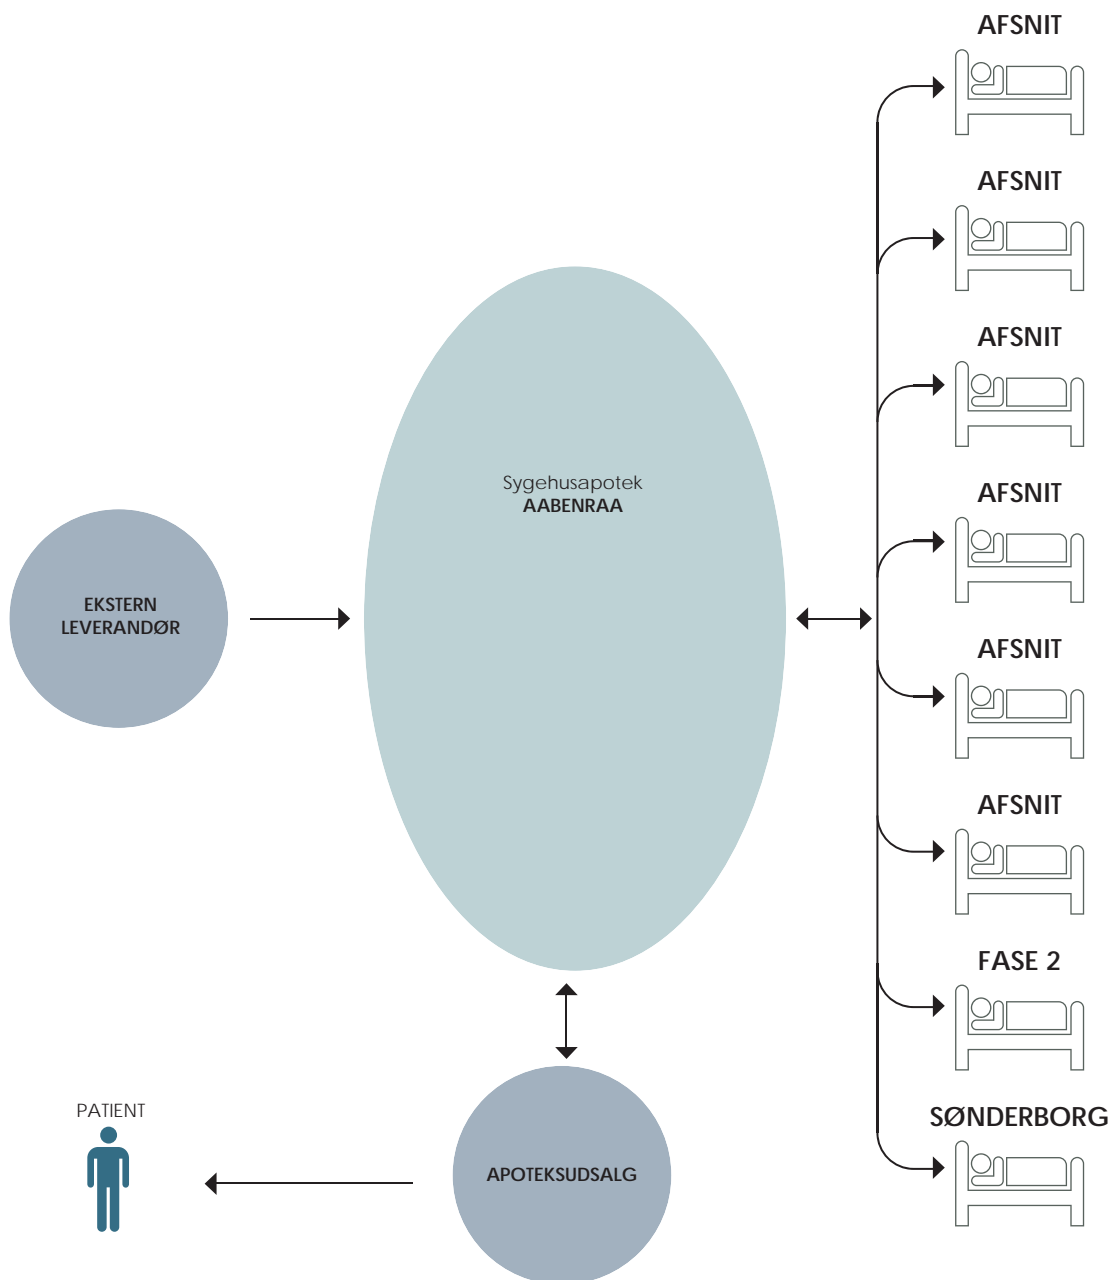 AFSNIT
AFSNIT
AFSNIT
Sygehusapotek
AABENRAA
AFSNIT
EKSTERN
LEVERANDØR
AFSNIT
AFSNIT
FASE 2
PATIENT
SØNDERBORG
APOTEKSUDSALG